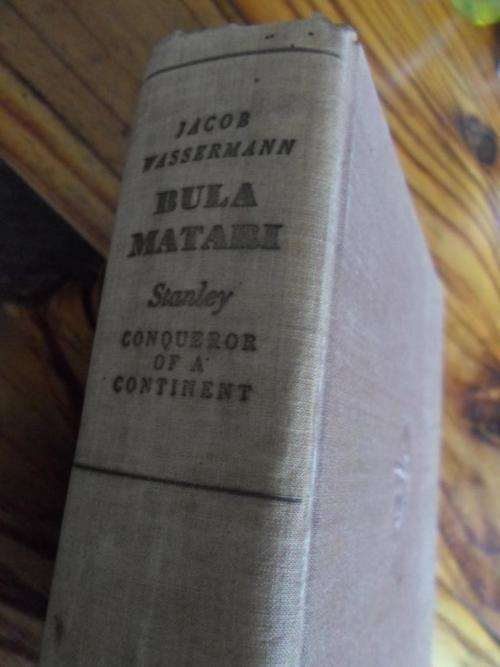 JACOB
WASSERMANN
BULA
MATARI
Stanley
CONQUEROR
OF A
CONTINENT